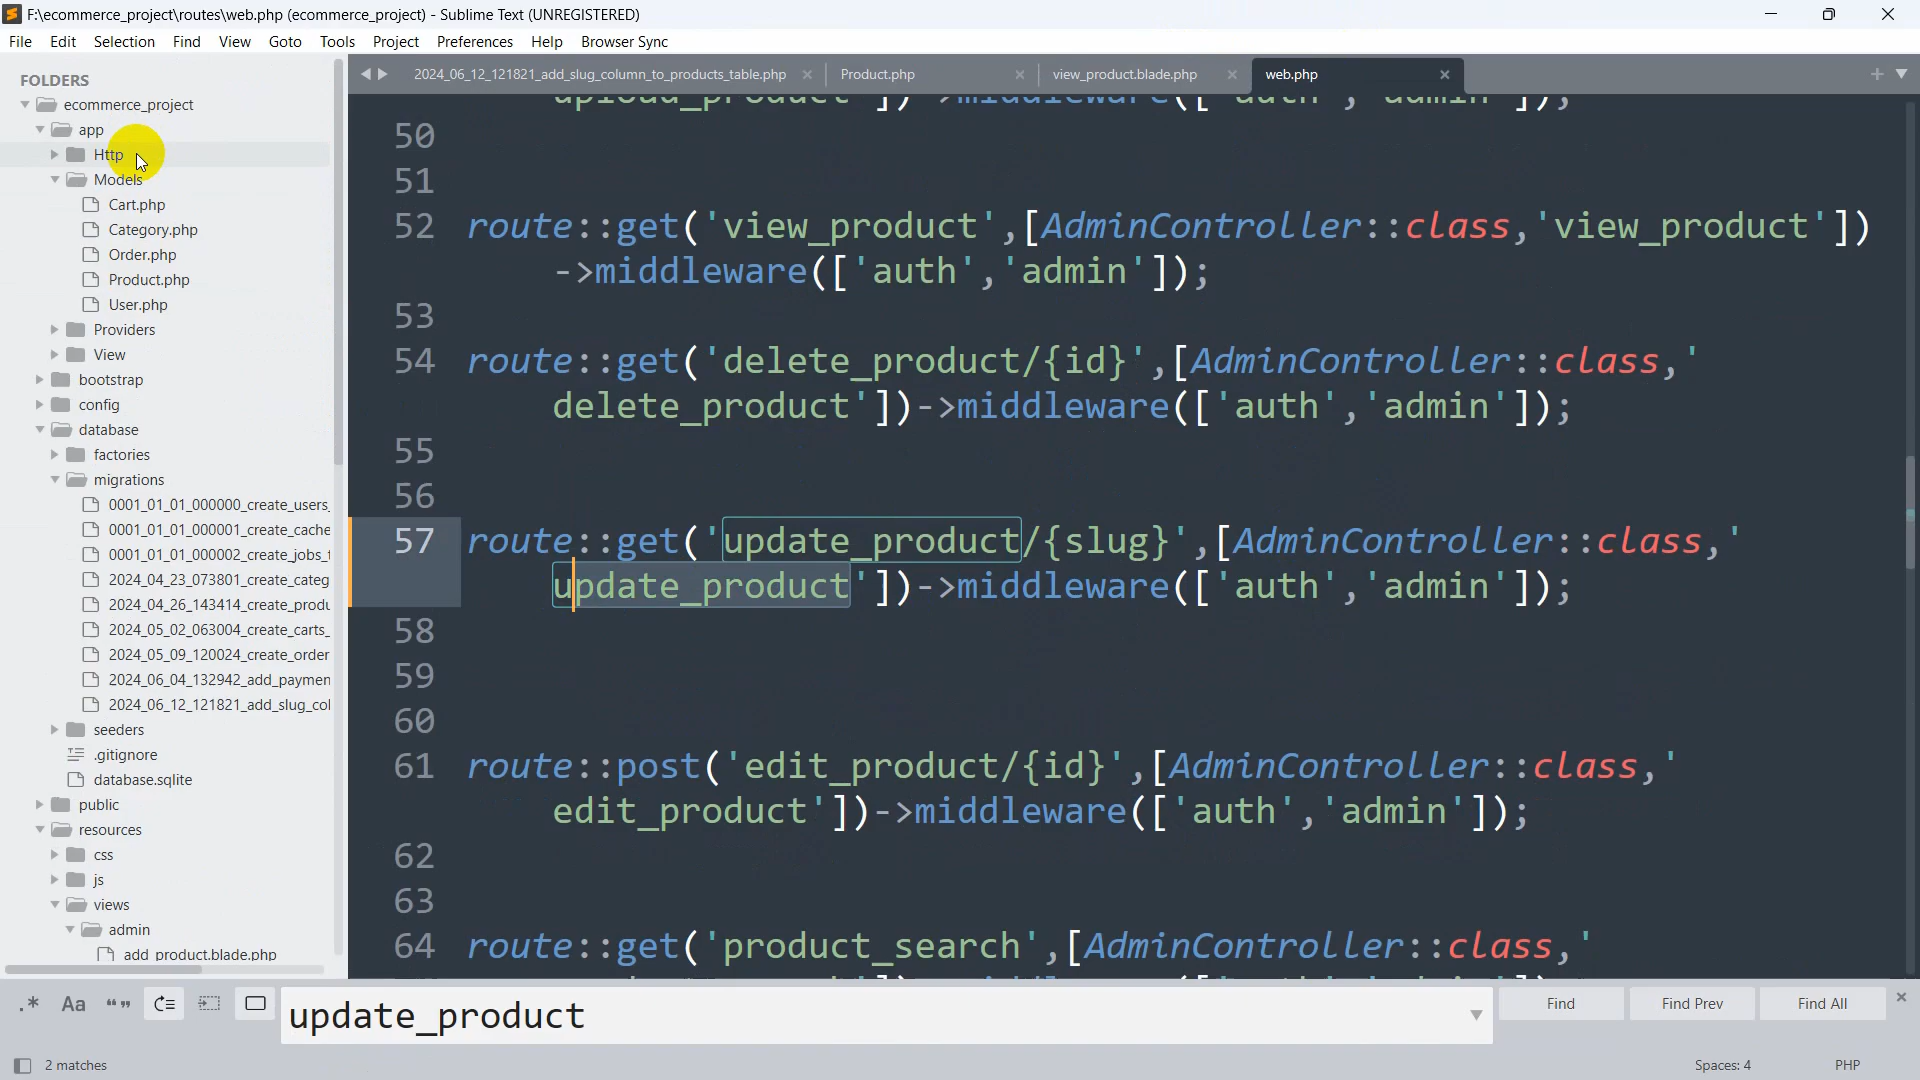 F:\ecommerce_project\routes\web.php (ecommerce_project) - Sublime Text (UNREGISTERED)
File Edit Selection Find View Goto Tools Project Preferences Help Browser Sync
FOLDERS
ecommerce_project
app
Http
Models
Cart.php
Category.php
Order.php
Product.php
User.php
Providers
View
bootstrap
config
database
factories
migrations
0001_01_01_000000_create_users_
0001_01_01_000001_create_cache
0001_01_01_000002_create_jobs_t
2024_04_23_073801_create_categ
2024_04_26_143414_create_produ
2024_05_02_063004_create_carts_
2024_05_09_120024_create_order
2024_06_04_132942_add_paymen
2024_06_12_121821_add_slug_col
seeders
.gitignore
database.sqlite
public
resources
css
js
views
admin
add_product.blade.php
2024_06_12_121821_add_slug_column_to_products_table.php Product.php view_product.blade.php web.php
upload_product'])->middleware(['auth','admin']);
50
51
52 route::get('view_product',[AdminController::class,'view_product'])
->middleware(['auth','admin']);
53
54 route::get('delete_product/{id}',[AdminController::class,'
delete_product'])->middleware(['auth','admin']);
55
56
57 route::get('update_product/{slug}',[AdminController::class,'
update_product'])->middleware(['auth','admin']);
58
59
60
61 route::post('edit_product/{id}',[AdminController::class,'
edit_product'])->middleware(['auth','admin']);
62
63
64 route::get('product_search',[AdminController::class,'
.* Aa “” update_product Find Find Prev Find All
2 matches Spaces: 4 PHP